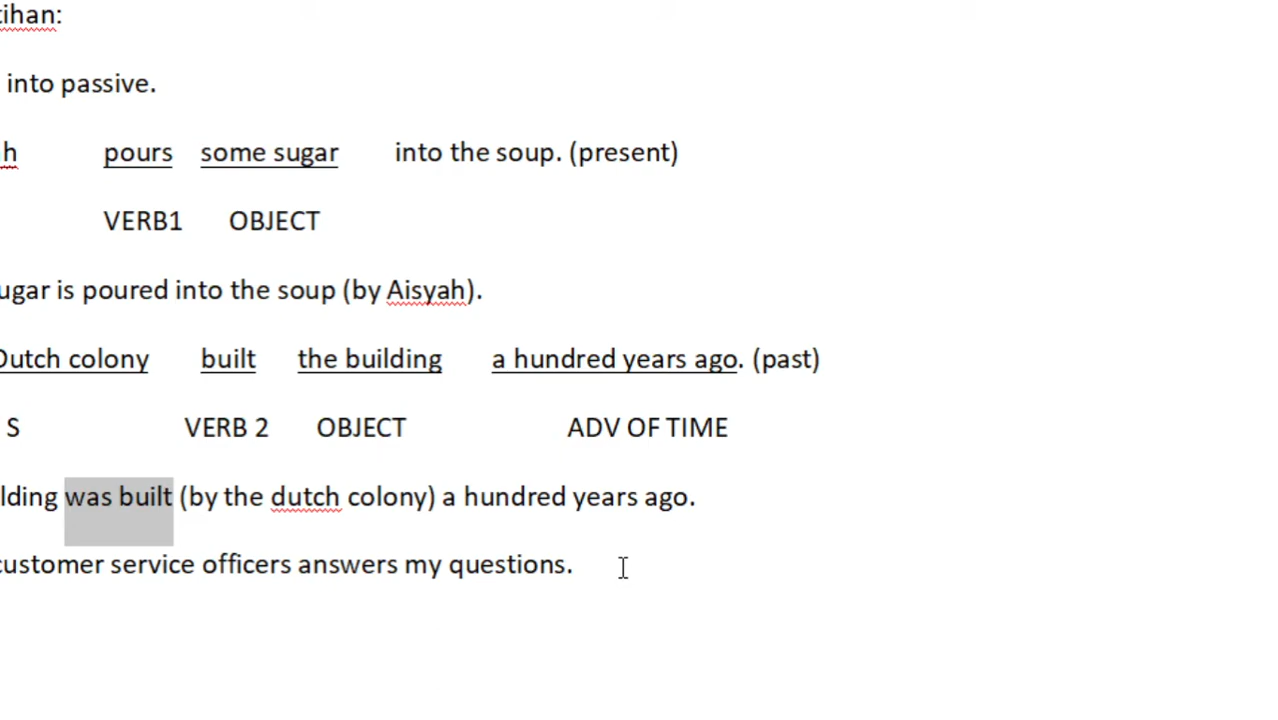 tihan:
into passive.
h pours some sugar into the soup. (present)
VERB1 OBJECT
ugar is poured into the soup (by Aisyah).
Dutch colony built the building a hundred years ago. (past)
S VERB 2 OBJECT ADV OF TIME
lding was built (by the dutch colony) a hundred years ago.
customer service officers answers my questions.